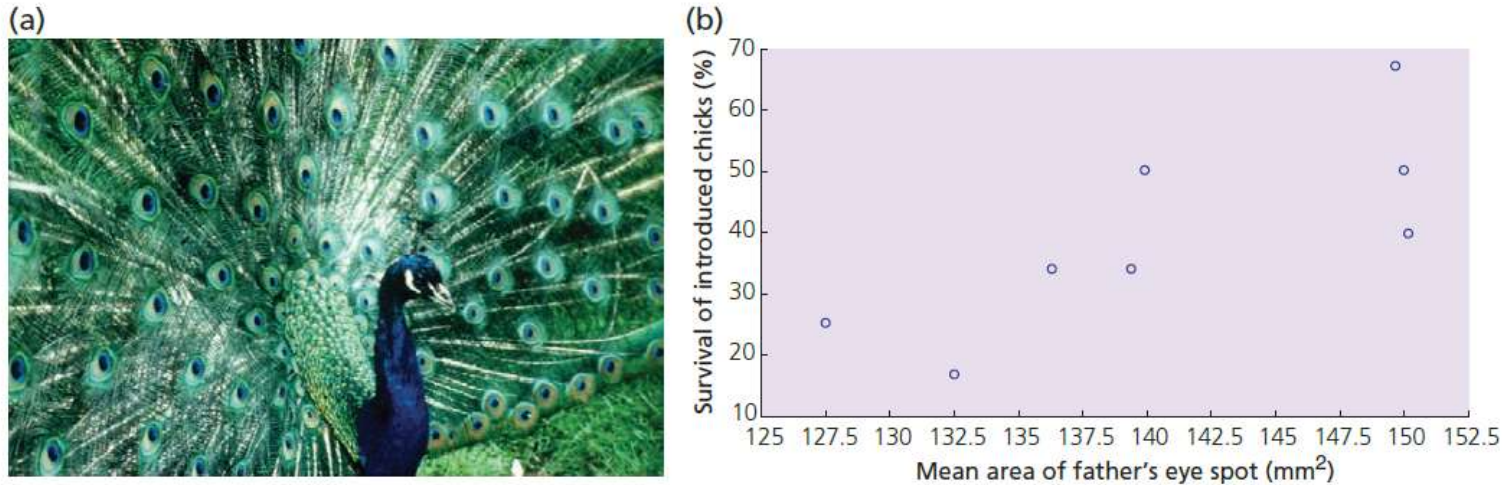 (a)
(b)
Survival of introduced chicks (%)
70
60
50
40
30
20
10
125 127.5 130 132.5 135 137.5 140 142.5 145 147.5 150 152.5
Mean area of father's eye spot (mm²)